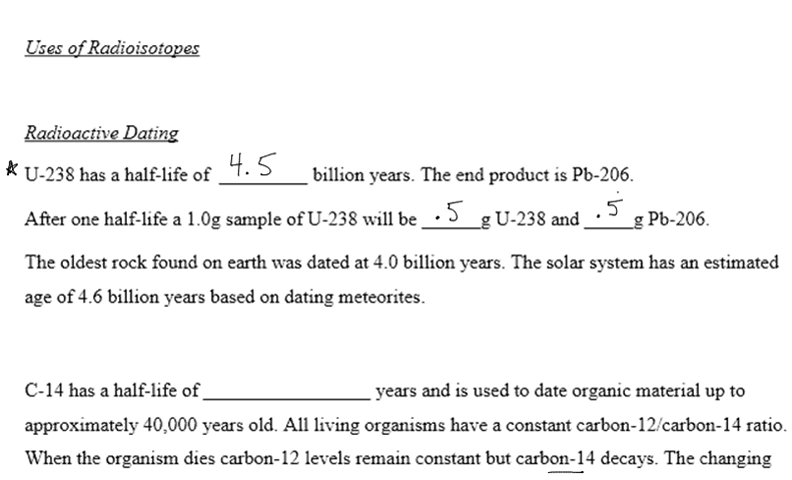 Uses of Radioisotopes
Radioactive Dating
* U-238 has a half-life of 4.5 billion years. The end product is Pb-206.
After one half-life a 1.0g sample of U-238 will be .5 g U-238 and .5 g Pb-206.
The oldest rock found on earth was dated at 4.0 billion years. The solar system has an estimated
age of 4.6 billion years based on dating meteorites.
C-14 has a half-life of ________________ years and is used to date organic material up to
approximately 40,000 years old. All living organisms have a constant carbon-12/carbon-14 ratio.
When the organism dies carbon-12 levels remain constant but carbon-14 decays. The changing